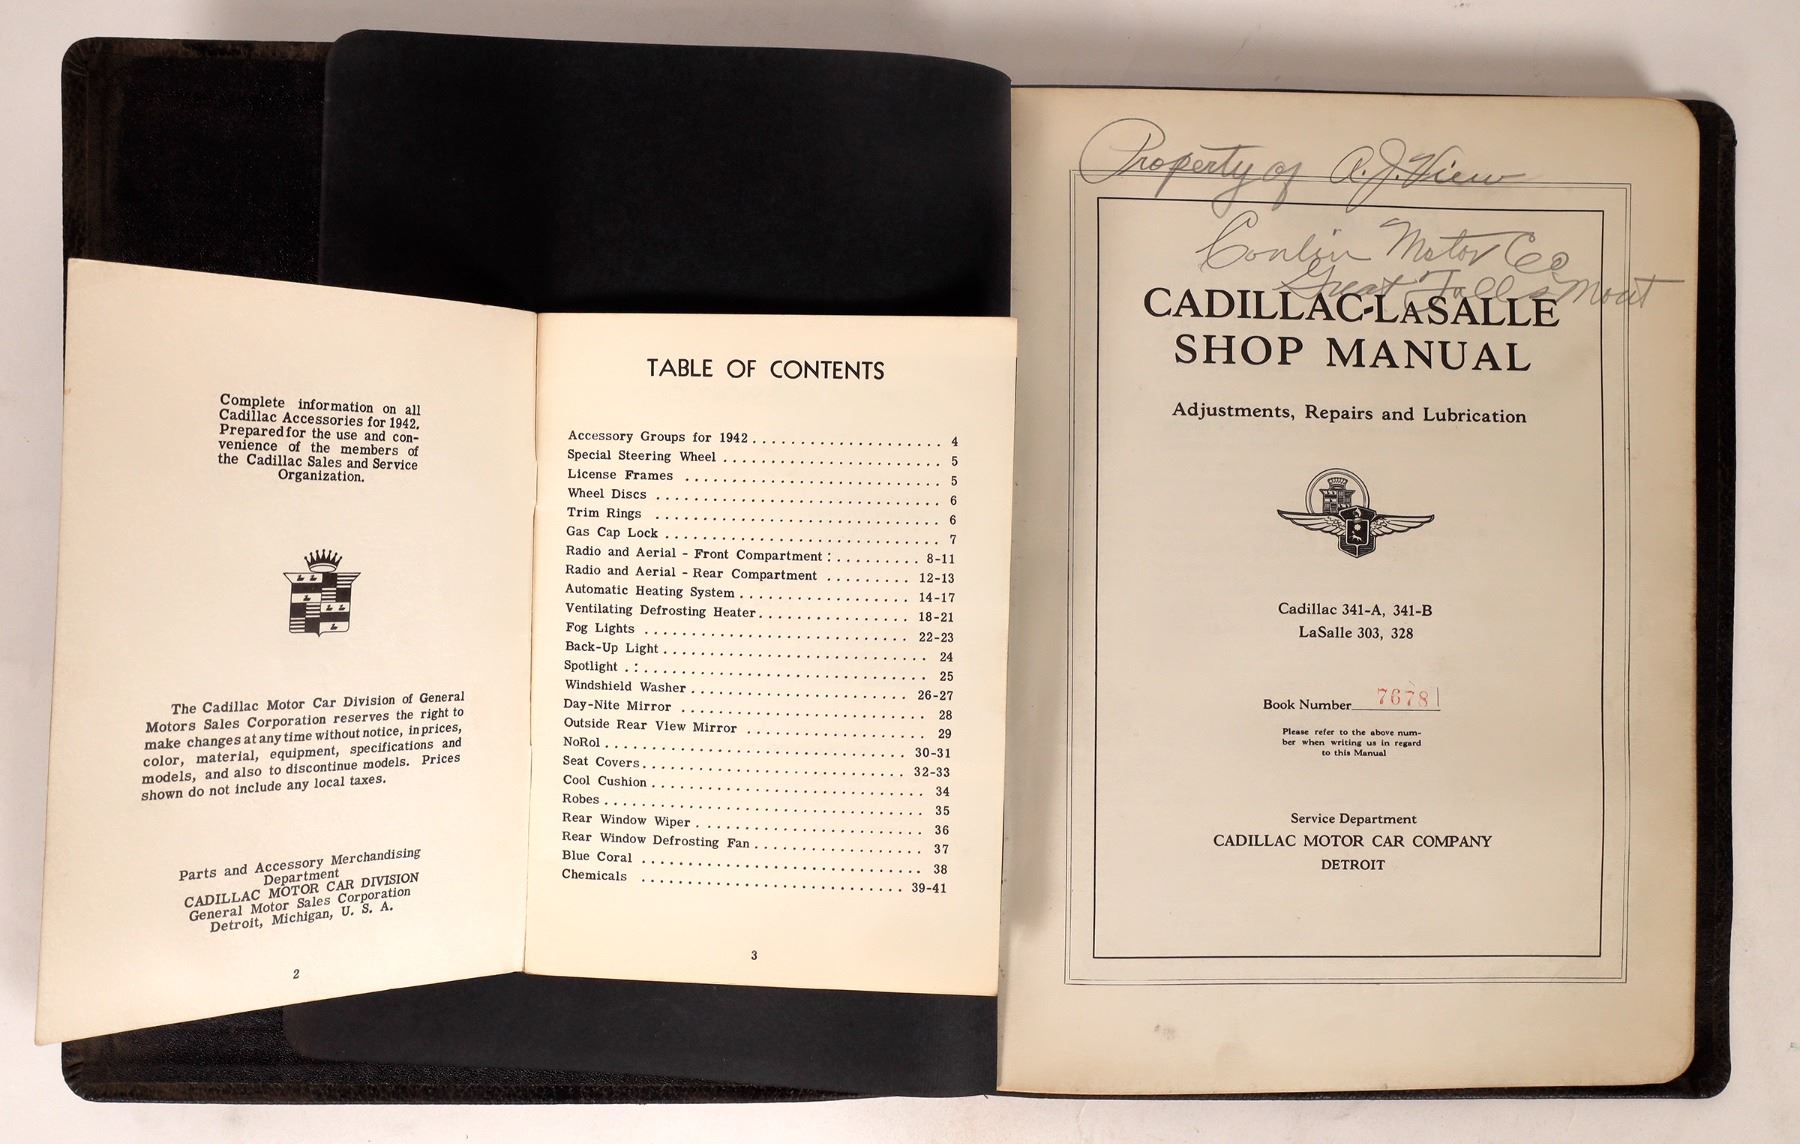 Complete information on all
Cadillac Accessories for 1942.
Prepared for the use and con-
venience of the members of
the Cadillac Sales and Service
Organization.
The Cadillac Motor Car Division of General
Motors Sales Corporation reserves the right to
make changes at any time without notice, in prices,
color, material, equipment, specifications and
models, and also to discontinue models. Prices
shown do not include any local taxes.
Parts and Accessory Merchandising
Department
CADILLAC MOTOR CAR DIVISION
General Motor Sales Corporation
Detroit, Michigan, U. S. A.
2
TABLE OF CONTENTS
Accessory Groups for 1942 . . . . . . . . . . . . . . . . . . . . 4
Special Steering Wheel . . . . . . . . . . . . . . . . . . . . . . . 5
License Frames . . . . . . . . . . . . . . . . . . . . . . . . . . . 5
Wheel Discs . . . . . . . . . . . . . . . . . . . . . . . . . . . . . . 6
Trim Rings . . . . . . . . . . . . . . . . . . . . . . . . . . . . . . 6
Gas Cap Lock . . . . . . . . . . . . . . . . . . . . . . . . . . . . . 7
Radio and Aerial - Front Compartment : . . . . . . . . . 8-11
Radio and Aerial - Rear Compartment . . . . . . . . . 12-13
Automatic Heating System . . . . . . . . . . . . . . . . . . 14-17
Ventilating Defrosting Heater . . . . . . . . . . . . . . . . 18-21
Fog Lights . . . . . . . . . . . . . . . . . . . . . . . . . . . . 22-23
Back-Up Light . . . . . . . . . . . . . . . . . . . . . . . . . . . . 24
Spotlight . : . . . . . . . . . . . . . . . . . . . . . . . . . . . . . . 25
Windshield Washer . . . . . . . . . . . . . . . . . . . . . . . 26-27
Day-Nite Mirror . . . . . . . . . . . . . . . . . . . . . . . . . . 28
Outside Rear View Mirror . . . . . . . . . . . . . . . . . . . 29
NoRol . . . . . . . . . . . . . . . . . . . . . . . . . . . . . . . . 30-31
Seat Covers . . . . . . . . . . . . . . . . . . . . . . . . . . . . 32-33
Cool Cushion . . . . . . . . . . . . . . . . . . . . . . . . . . . . . 34
Robes . . . . . . . . . . . . . . . . . . . . . . . . . . . . . . . . . . 35
Rear Window Wiper . . . . . . . . . . . . . . . . . . . . . . . . 36
Rear Window Defrosting Fan . . . . . . . . . . . . . . . . . . 37
Blue Coral . . . . . . . . . . . . . . . . . . . . . . . . . . . . . . 38
Chemicals . . . . . . . . . . . . . . . . . . . . . . . . . . . . 39-41
3
Property of A.J. View
Conlin Motor Co
Great Falls Mont
CADILLAC-LASALLE
SHOP MANUAL
Adjustments, Repairs and Lubrication
Cadillac 341-A, 341-B
LaSalle 303, 328
Book Number 7678
Please refer to the above num-
ber when writing us in regard
to this Manual
Service Department
CADILLAC MOTOR CAR COMPANY
DETROIT